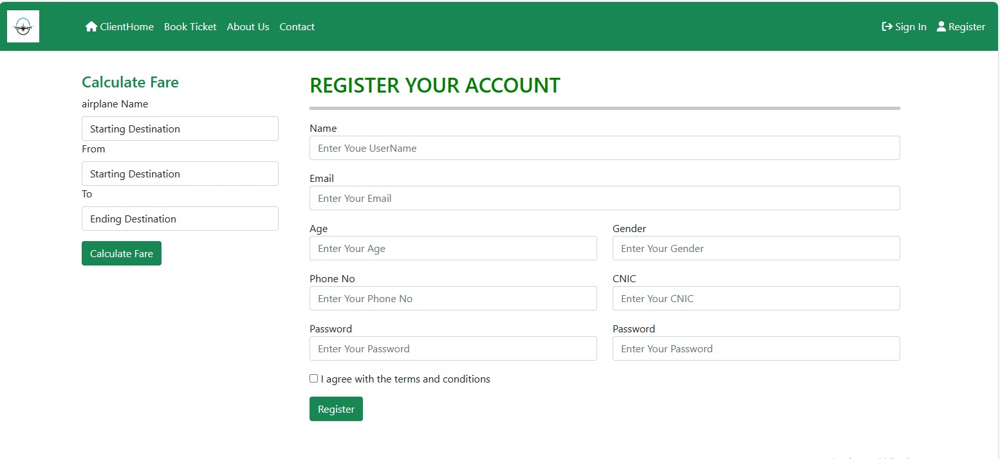 ClientHome Book Ticket About Us Contact Sign In Register
Calculate Fare
airplane Name
Starting Destination
From
Starting Destination
To
Ending Destination
Calculate Fare
REGISTER YOUR ACCOUNT
Name
Enter Youe UserName
Email
Enter Your Email
Age Gender
Enter Your Age Enter Your Gender
Phone No CNIC
Enter Your Phone No Enter Your CNIC
Password Password
Enter Your Password Enter Your Password
I agree with the terms and conditions
Register